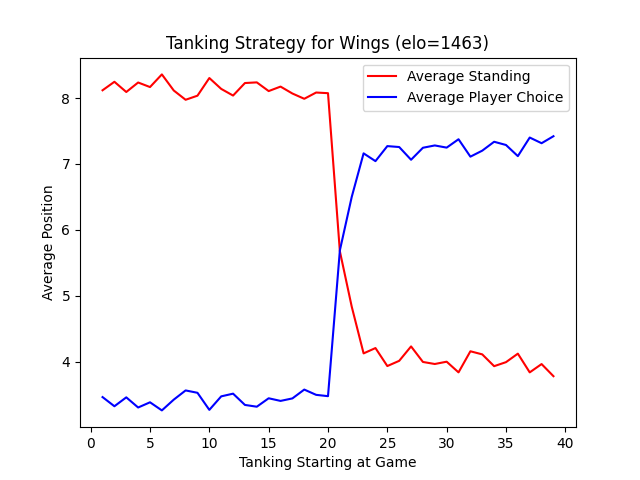 Tanking Strategy for Wings (elo=1463)
Average Standing
Average Player Choice
Average Position
8
7
6
5
4
0 5 10 15 20 25 30 35 40
Tanking Starting at Game